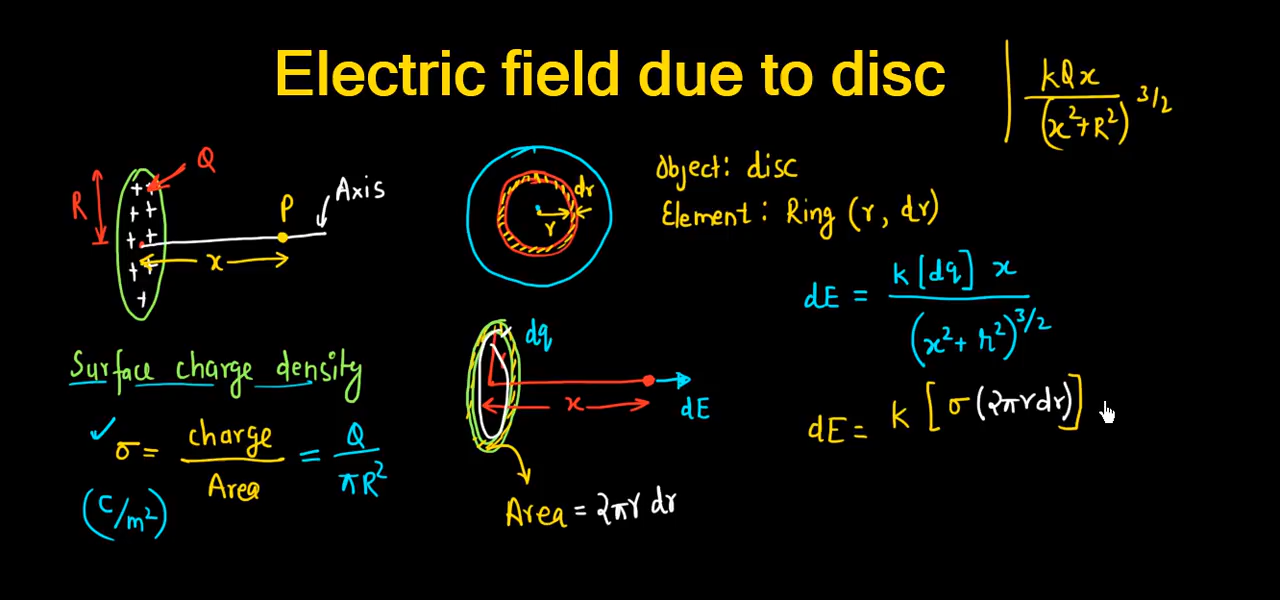 Electric field due to disc
kQx
(x²+R²)^3/2
Q
R
+ +
+ +
+ +
+ +
+
P
Axis
x
dr
r
Object: disc
Element: Ring (r, dr)
dE = k[dq] x
(x²+r²)^3/2
Surface charge density
σ = charge / Area = Q / πR²
(C/m²)
dq
x
dE
Area = 2πr dr
dE = k [σ(2πrdr)]